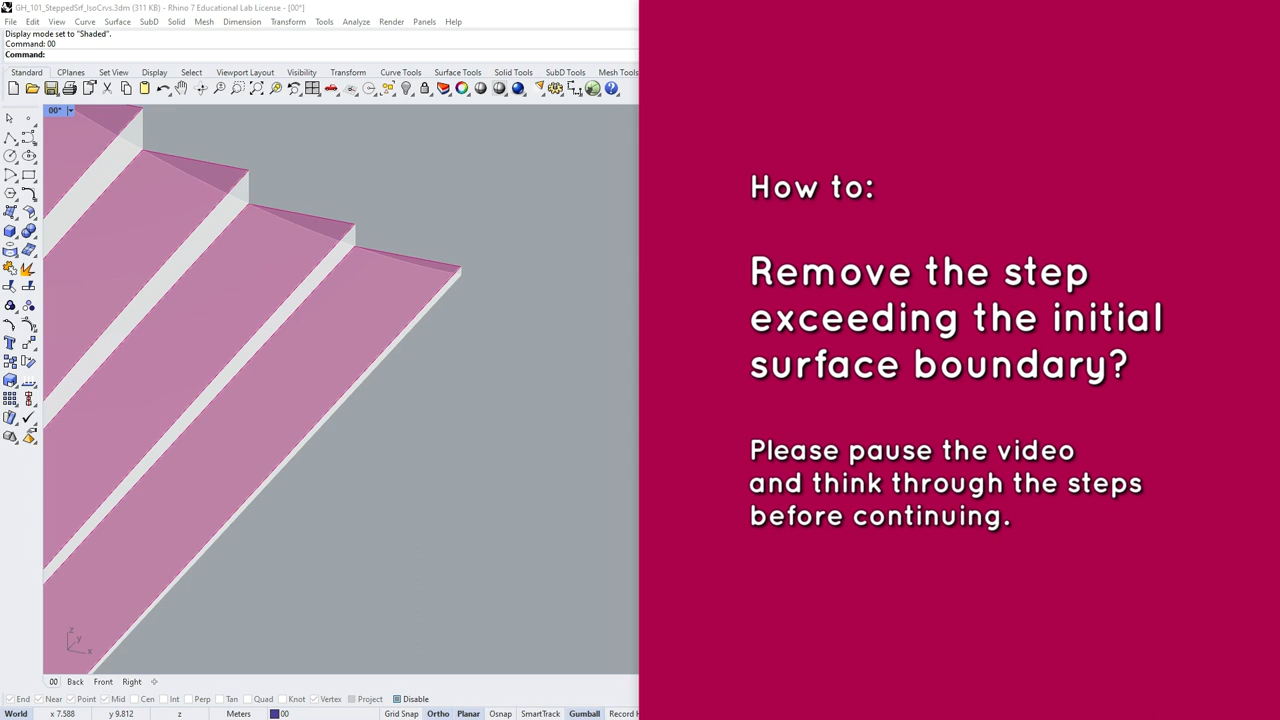 GH_101_SteppedSrf_IsoCrvs.3dm (311 KB) - Rhino 7 Educational Lab License - [00*]
File Edit View Curve Surface SubD Solid Mesh Dimension Transform Tools Analyze Render Panels Help
Display mode set to "Shaded".
Command: 00
Command:
Standard CPlanes Set View Display Select Viewport Layout Visibility Transform Curve Tools Surface Tools Solid Tools SubD Tools Mesh Tools
00*
How to:
Remove the step
exceeding the initial
surface boundary?
Please pause the video
and think through the steps
before continuing.
z
y
x
00 Back Front Right
End Near Point Mid Cen Int Perp Tan Quad Knot Vertex Project Disable
World x 7.588 y 9.812 z Meters 00 Grid Snap Ortho Planar Osnap SmartTrack Gumball Record H